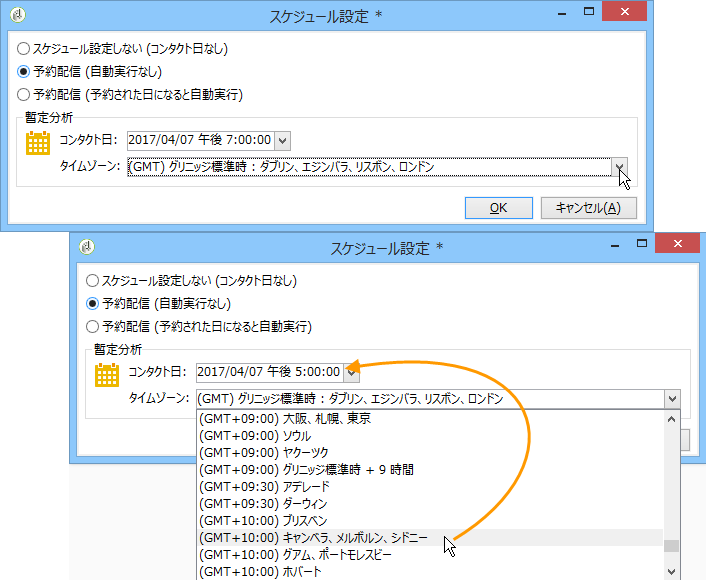 スケジュール設定 *
スケジュール設定しない (コンタクト日なし)
予約配信 (自動実行なし)
予約配信 (予約された日になると自動実行)
暫定分析
コンタクト日: 2017/04/07 午後 7:00:00
タイムゾーン: (GMT) グリニッジ標準時 : ダブリン、エジンバラ、リスボン、ロンドン
OK キャンセル(A)
スケジュール設定 *
スケジュール設定しない (コンタクト日なし)
予約配信 (自動実行なし)
予約配信 (予約された日になると自動実行)
暫定分析
コンタクト日: 2017/04/07 午後 5:00:00
タイムゾーン: (GMT) グリニッジ標準時 : ダブリン、エジンバラ、リスボン、ロンドン
(GMT+09:00) 大阪、札幌、東京
(GMT+09:00) ソウル
(GMT+09:00) ヤクーツク
(GMT+09:00) グリニッジ標準時 + 9 時間
(GMT+09:30) アデレード
(GMT+09:30) ダーウィン
(GMT+10:00) ブリスベン
(GMT+10:00) キャンベラ、メルボルン、シドニー
(GMT+10:00) グアム、ポートモレスビー
(GMT+10:00) ホバート